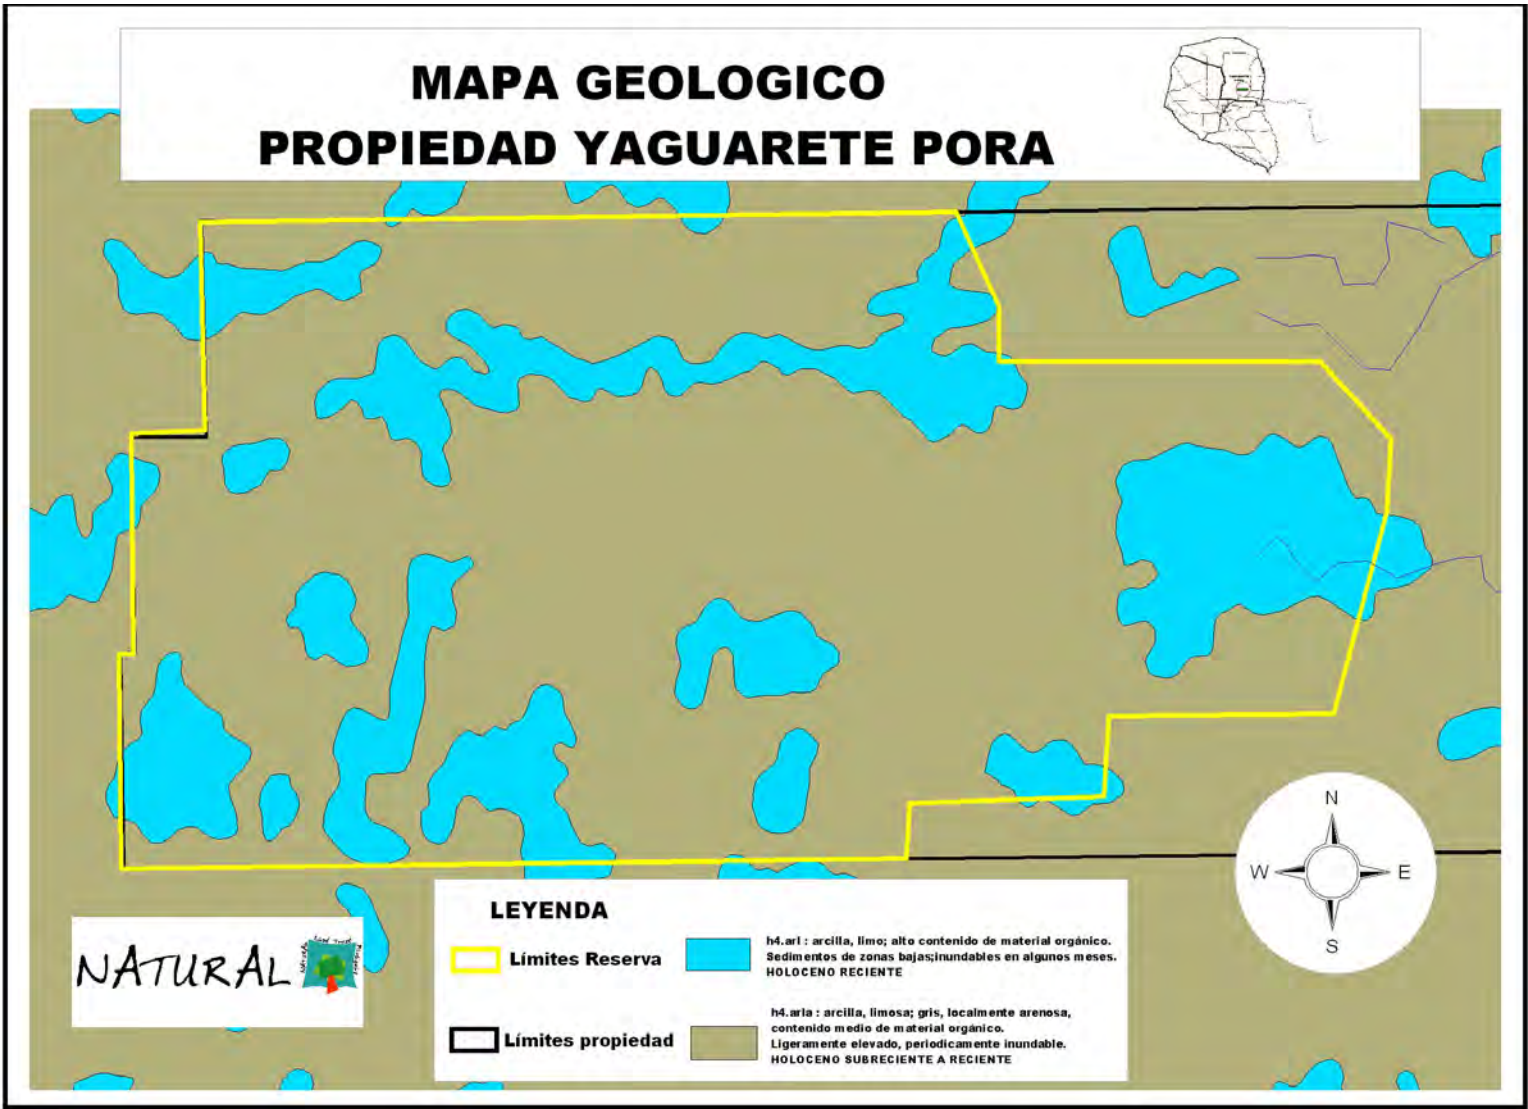 MAPA GEOLOGICO
PROPIEDAD YAGUARETE PORA
N
W
E
S
LEYENDA
Límites Reserva
h4.arl : arcilla, limo; alto contenido de material orgánico.
Sedimentos de zonas bajas;inundables en algunos meses.
HOLOCENO RECIENTE
Límites propiedad
h4.arla : arcilla, limosa; gris, localmente arenosa,
contenido medio de material orgánico.
Ligeramente elevado, periodicamente inundable.
HOLOCENO SUBRECIENTE A RECIENTE
NATURAL